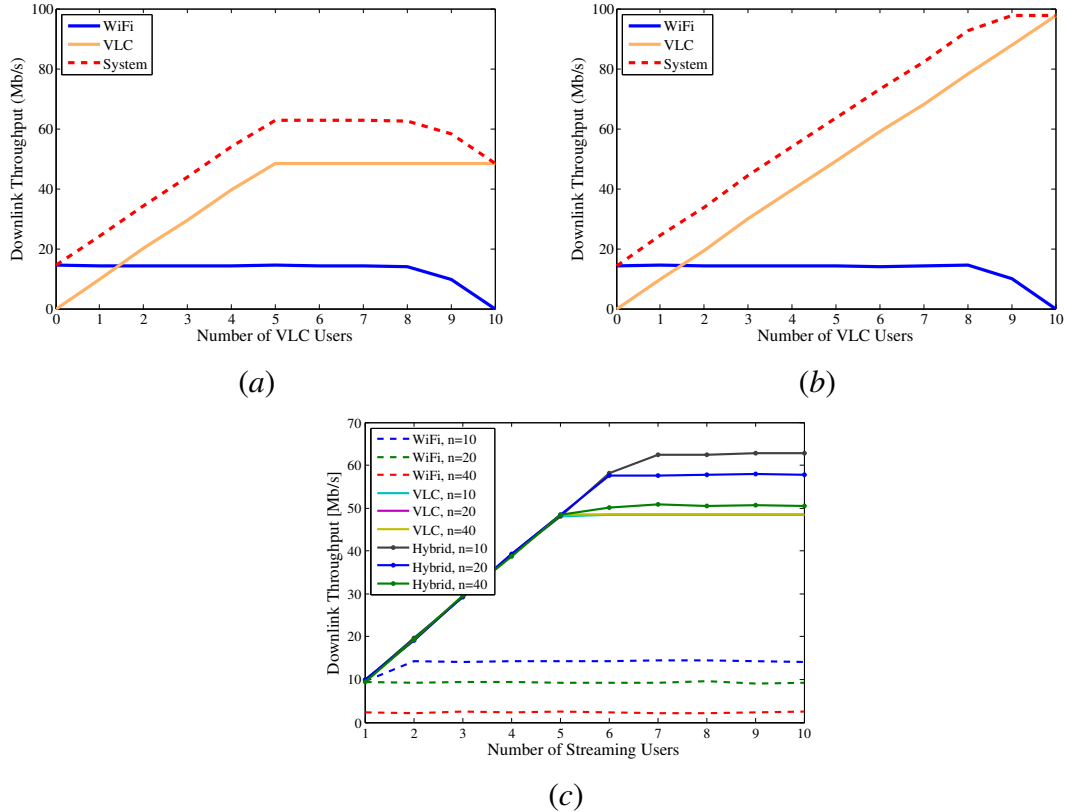 WiFi
VLC
System
100
80
60
40
20
0
Downlink Throughput (Mb/s)
0 1 2 3 4 5 6 7 8 9 10
Number of VLC Users
(a)
WiFi
VLC
System
100
80
60
40
20
0
Downlink Throughput (Mb/s)
0 1 2 3 4 5 6 7 8 9 10
Number of VLC Users
(b)
WiFi, n=10
WiFi, n=20
WiFi, n=40
VLC, n=10
VLC, n=20
VLC, n=40
Hybrid, n=10
Hybrid, n=20
Hybrid, n=40
70
60
50
40
30
20
10
0
Downlink Throughput [Mb/s]
1 2 3 4 5 6 7 8 9 10
Number of Streaming Users
(c)